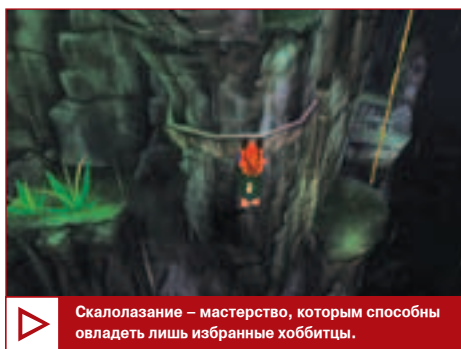 Скалолазание – мастерство, которым способны
овладеть лишь избранные хоббитцы.